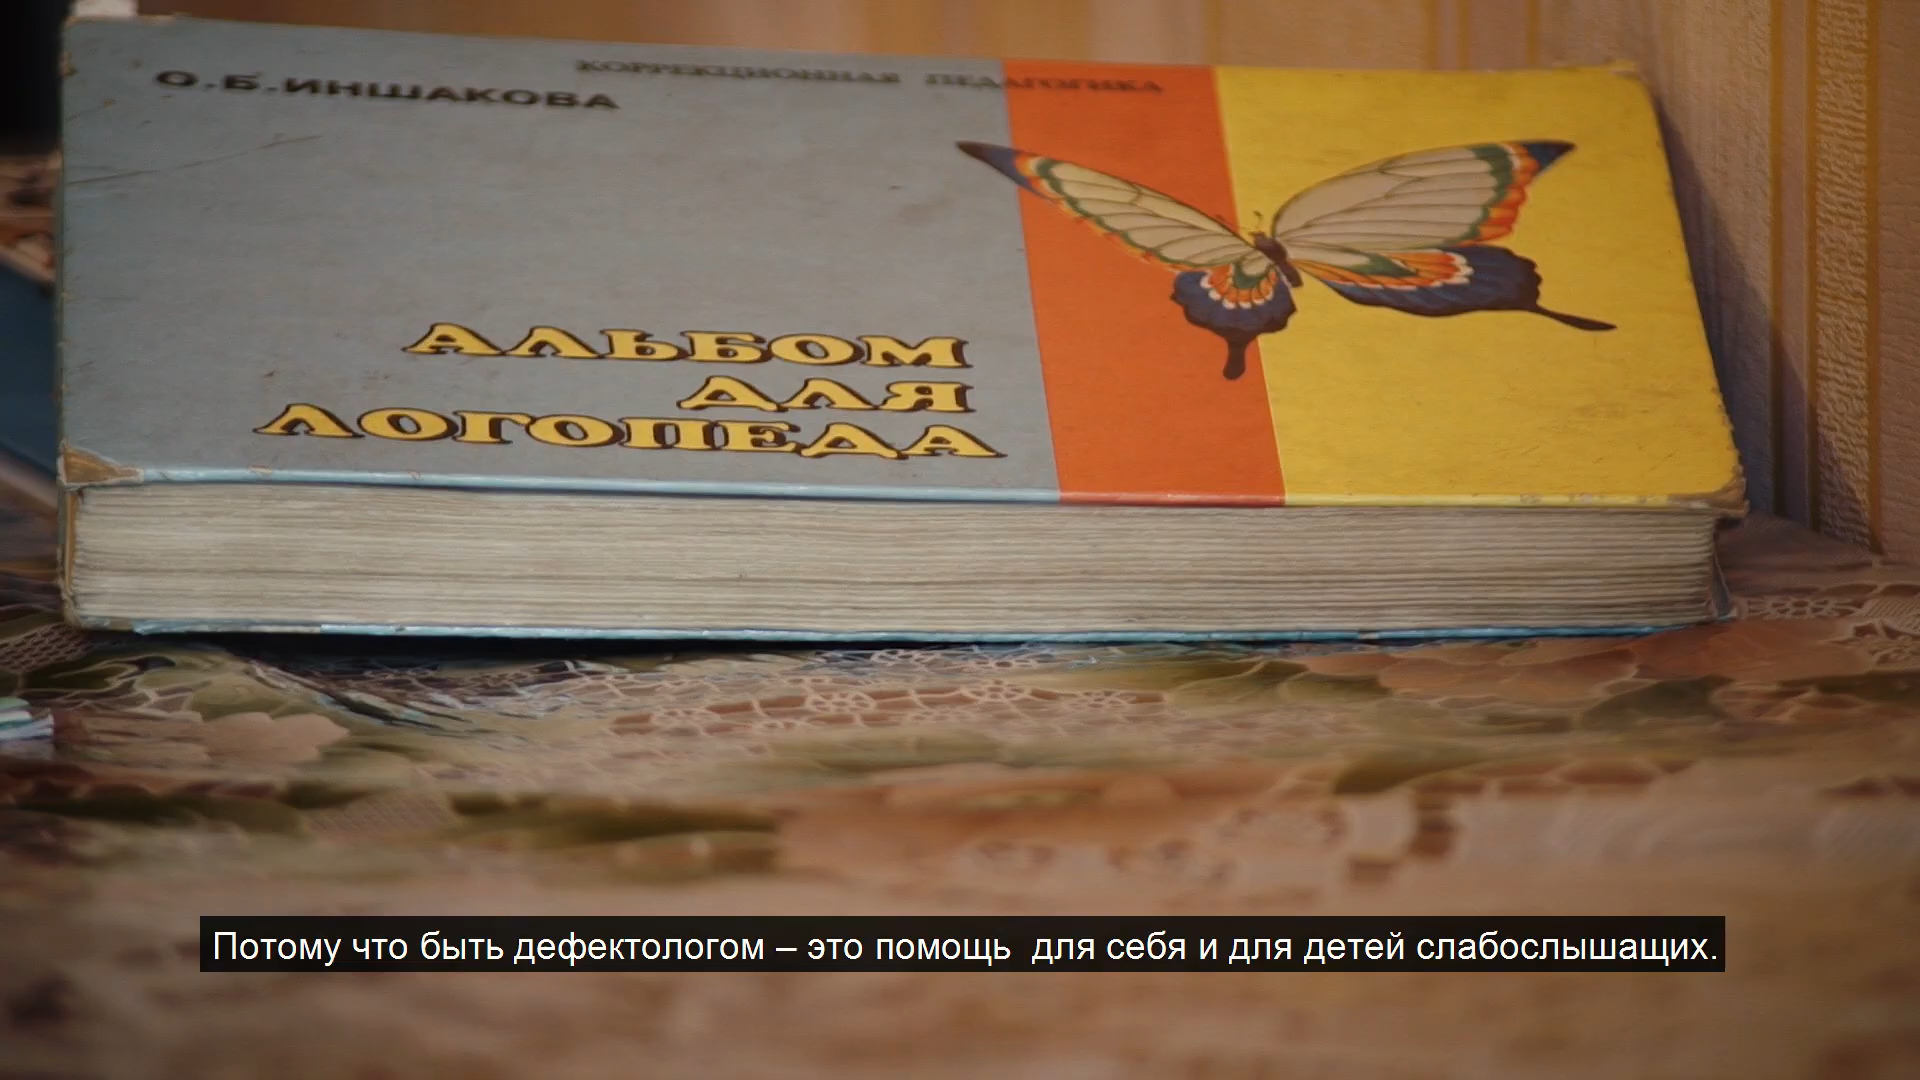 О.Б.ИНШАКОВА
КОРРЕКЦИОННАЯ ПЕДАГОГИКА
АЛЬБОМ
ДЛЯ
ЛОГОПЕДА
Потому что быть дефектологом – это помощь  для себя и для детей слабослышащих.